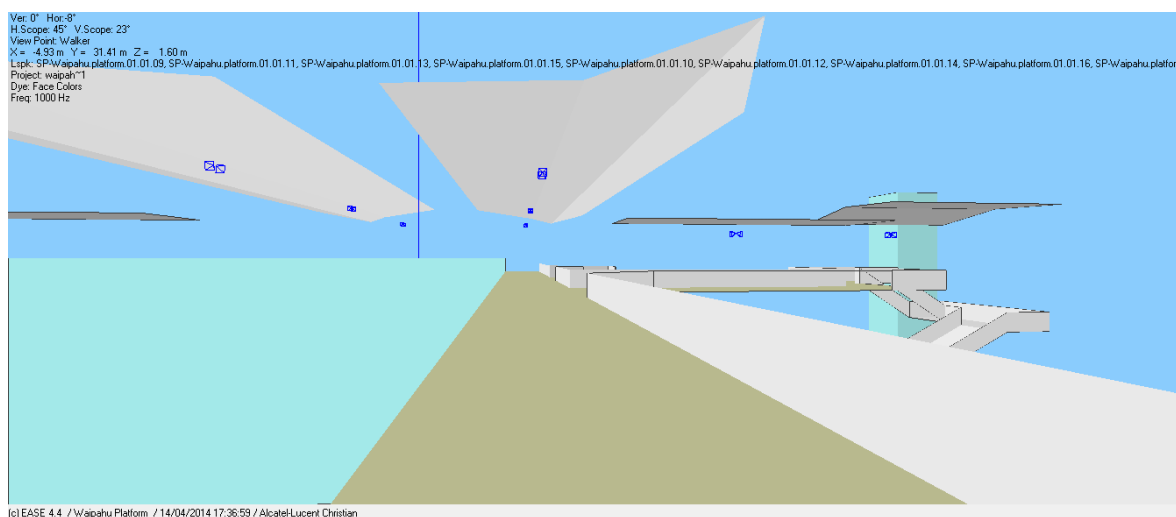 Ver: 0° Hor:-8°
H.Scope: 45° V.Scope: 23°
View Point: Walker
X = -4.93 m Y = 31.41 m Z = 1.60 m
Lspk: SP-Waipahu.platform.01.01.09, SP-Waipahu.platform.01.01.11, SP-Waipahu.platform.01.01.13, SP-Waipahu.platform.01.01.15, SP-Waipahu.platform.01.01.10, SP-Waipahu.platform.01.01.12, SP-Waipahu.platform.01.01.14, SP-Waipahu.platform.01.01.16, SP-Waipahu.platfor
Project: waipah~1
Dye: Face Colors
Freq: 1000 Hz
(c) EASE 4.4 / Waipahu Platform / 14/04/2014 17:36:59 / Alcatel-Lucent Christian